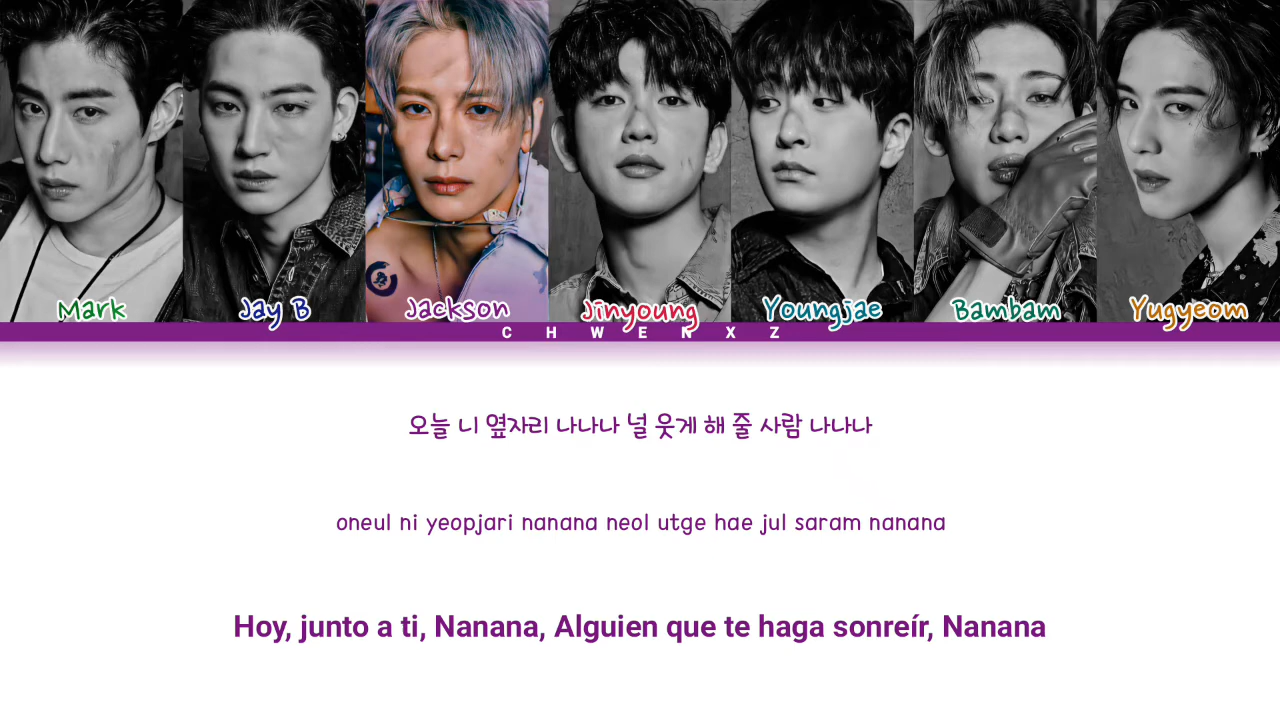 Mark Jay B Jackson Jinyoung Youngjae Bambam Yugyeom
CHWENXZ
오늘 니 옆자리 나나나 널 웃게 해 줄 사람 나나나
oneul ni yeopjari nanana neol utge hae jul saram nanana
Hoy, junto a ti, Nanana, Alguien que te haga sonreír, Nanana